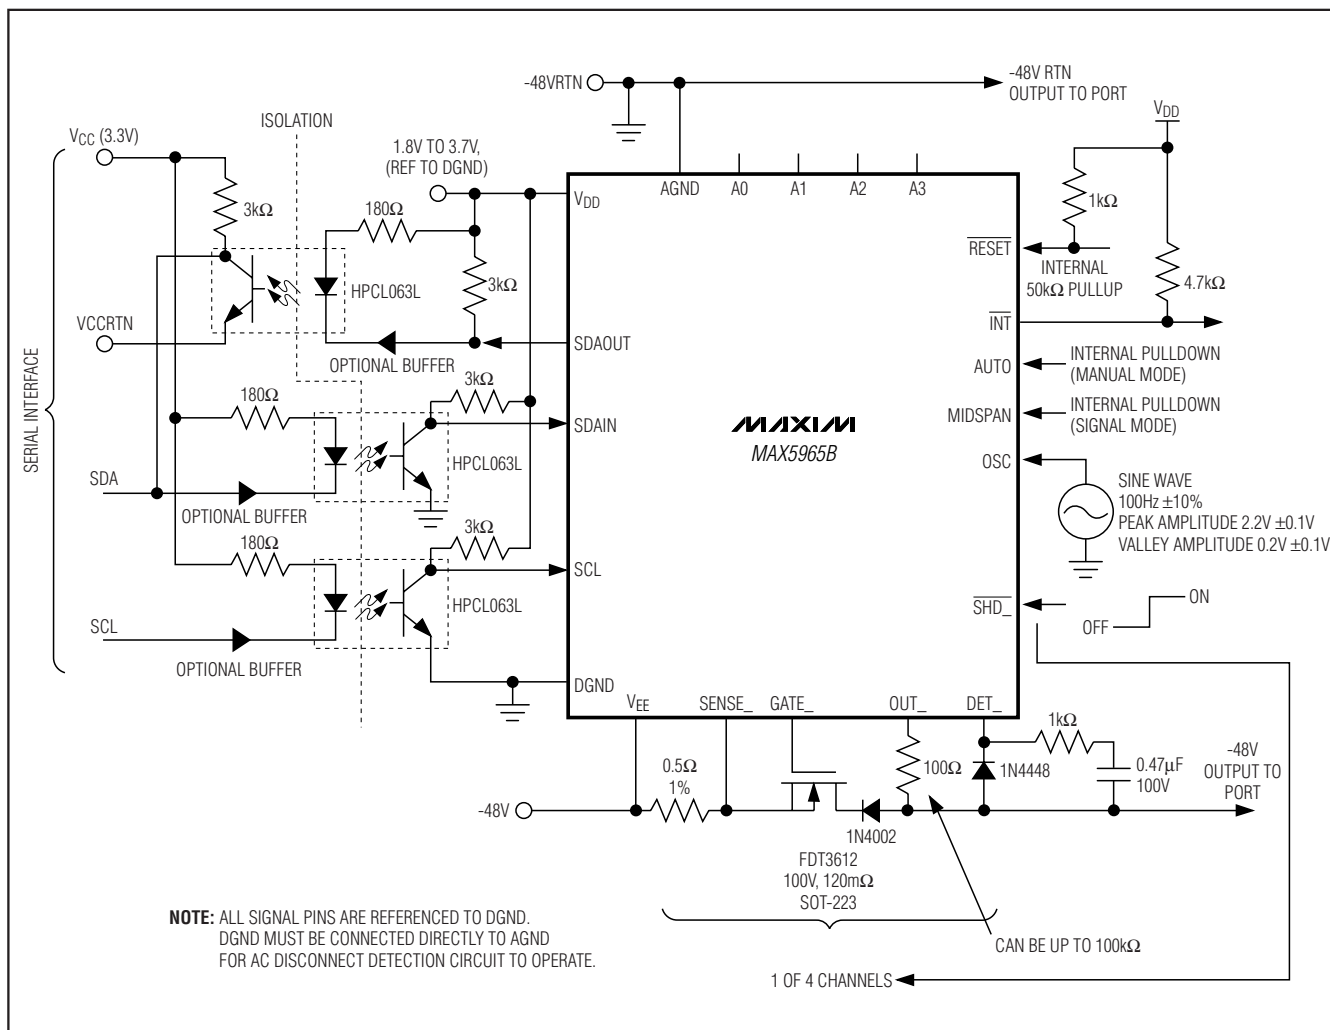 -48VRTN
-48V RTN
OUTPUT TO PORT
ISOLATION
VCC (3.3V)
1.8V TO 3.7V,
(REF TO DGND)
VDD
3kΩ
180Ω
VDD
AGND
A0
A1
A2
A3
1kΩ
RESET
INTERNAL
50kΩ PULLUP
HPCL063L
3kΩ
4.7kΩ
VCCRTN
SDAOUT
INT
OPTIONAL BUFFER
AUTO
INTERNAL PULLDOWN
(MANUAL MODE)
SERIAL INTERFACE
180Ω
3kΩ
SDAIN
MAXIM
MAX5965B
MIDSPAN
INTERNAL PULLDOWN
(SIGNAL MODE)
HPCL063L
OSC
SDA
OPTIONAL BUFFER
SINE WAVE
100Hz ±10%
PEAK AMPLITUDE 2.2V ±0.1V
VALLEY AMPLITUDE 0.2V ±0.1V
180Ω
3kΩ
SCL
HPCL063L
SHD_
ON
OFF
SCL
OPTIONAL BUFFER
DGND
VEE
SENSE_
GATE_
OUT_
DET_
1kΩ
0.5Ω
1%
100Ω
1N4448
0.47μF
100V
-48V
OUTPUT TO
PORT
-48V
1N4002
FDT3612
100V, 120mΩ
SOT-223
CAN BE UP TO 100kΩ
NOTE: ALL SIGNAL PINS ARE REFERENCED TO DGND.
DGND MUST BE CONNECTED DIRECTLY TO AGND
FOR AC DISCONNECT DETECTION CIRCUIT TO OPERATE.
1 OF 4 CHANNELS